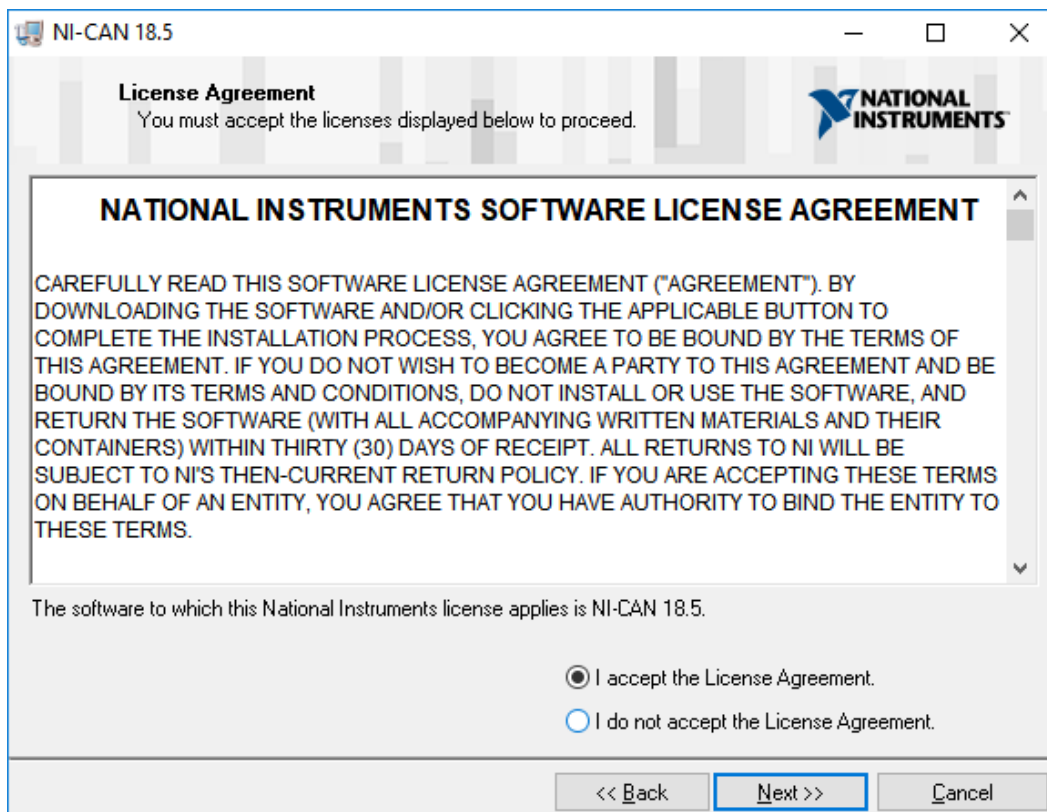 NI-CAN 18.5
License Agreement
You must accept the licenses displayed below to proceed.
NATIONAL
INSTRUMENTS
NATIONAL INSTRUMENTS SOFTWARE LICENSE AGREEMENT
CAREFULLY READ THIS SOFTWARE LICENSE AGREEMENT ("AGREEMENT"). BY
DOWNLOADING THE SOFTWARE AND/OR CLICKING THE APPLICABLE BUTTON TO
COMPLETE THE INSTALLATION PROCESS, YOU AGREE TO BE BOUND BY THE TERMS OF
THIS AGREEMENT. IF YOU DO NOT WISH TO BECOME A PARTY TO THIS AGREEMENT AND BE
BOUND BY ITS TERMS AND CONDITIONS, DO NOT INSTALL OR USE THE SOFTWARE, AND
RETURN THE SOFTWARE (WITH ALL ACCOMPANYING WRITTEN MATERIALS AND THEIR
CONTAINERS) WITHIN THIRTY (30) DAYS OF RECEIPT. ALL RETURNS TO NI WILL BE
SUBJECT TO NI'S THEN-CURRENT RETURN POLICY. IF YOU ARE ACCEPTING THESE TERMS
ON BEHALF OF AN ENTITY, YOU AGREE THAT YOU HAVE AUTHORITY TO BIND THE ENTITY TO
THESE TERMS.
The software to which this National Instruments license applies is NI-CAN 18.5.
I accept the License Agreement.
I do not accept the License Agreement.
<< Back
Next >>
Cancel